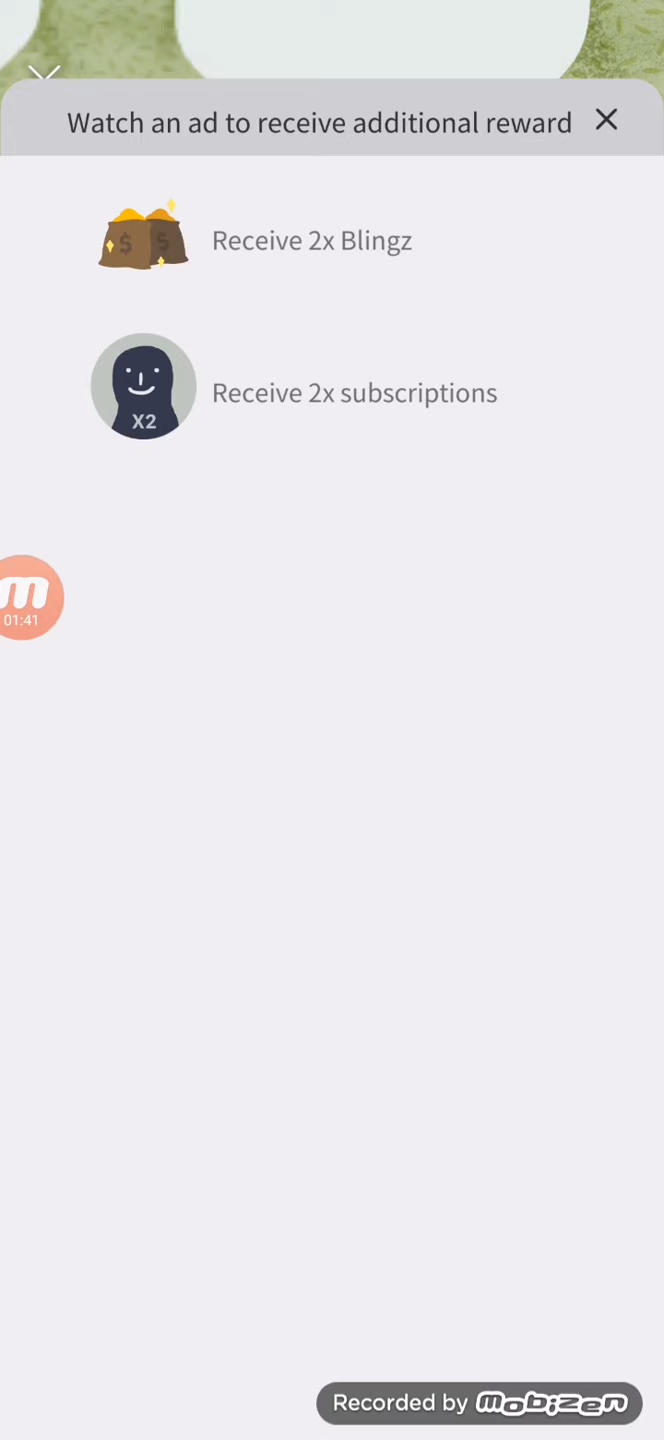 Watch an ad to receive additional reward
$ $
Receive 2x Blingz
X2
Receive 2x subscriptions
m
01:41
Recorded by mobizen